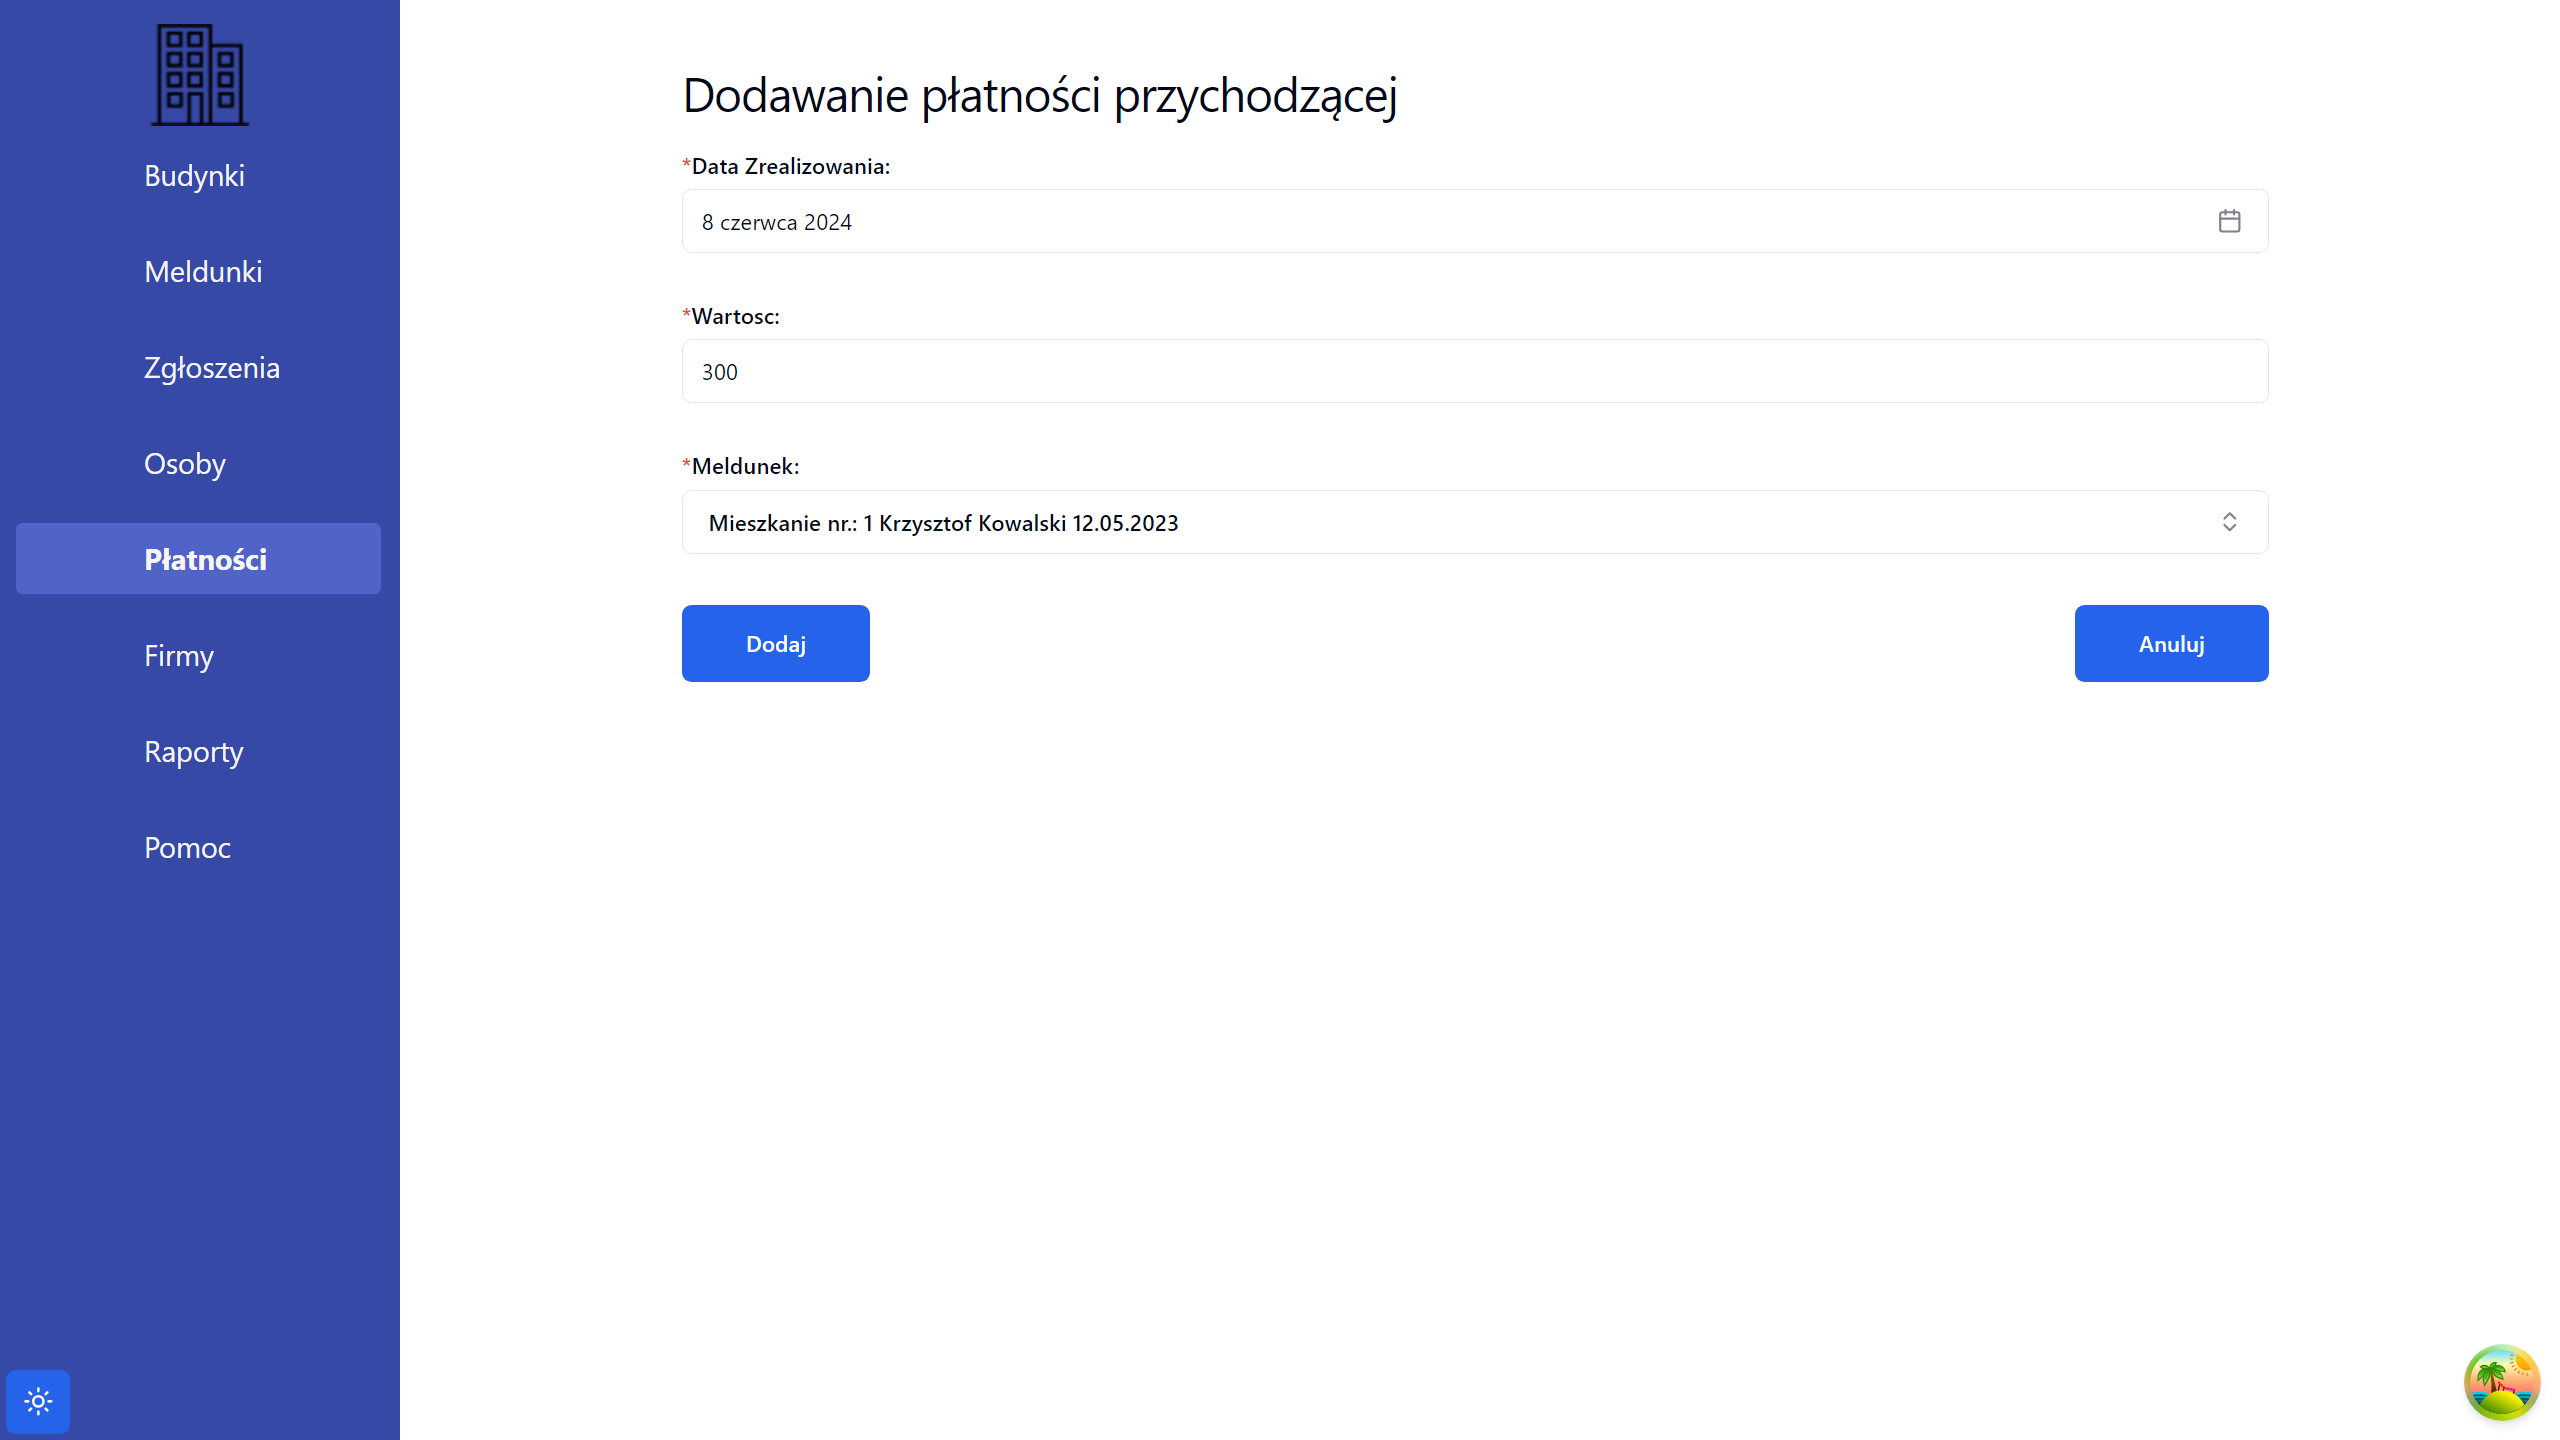 Budynki
Meldunki
Zgłoszenia
Osoby
Płatności
Firmy
Raporty
Pomoc
Dodawanie płatności przychodzącej
*Data Zrealizowania:
8 czerwca 2024
*Wartosc:
300
*Meldunek:
Mieszkanie nr.: 1 Krzysztof Kowalski 12.05.2023
Dodaj
Anuluj